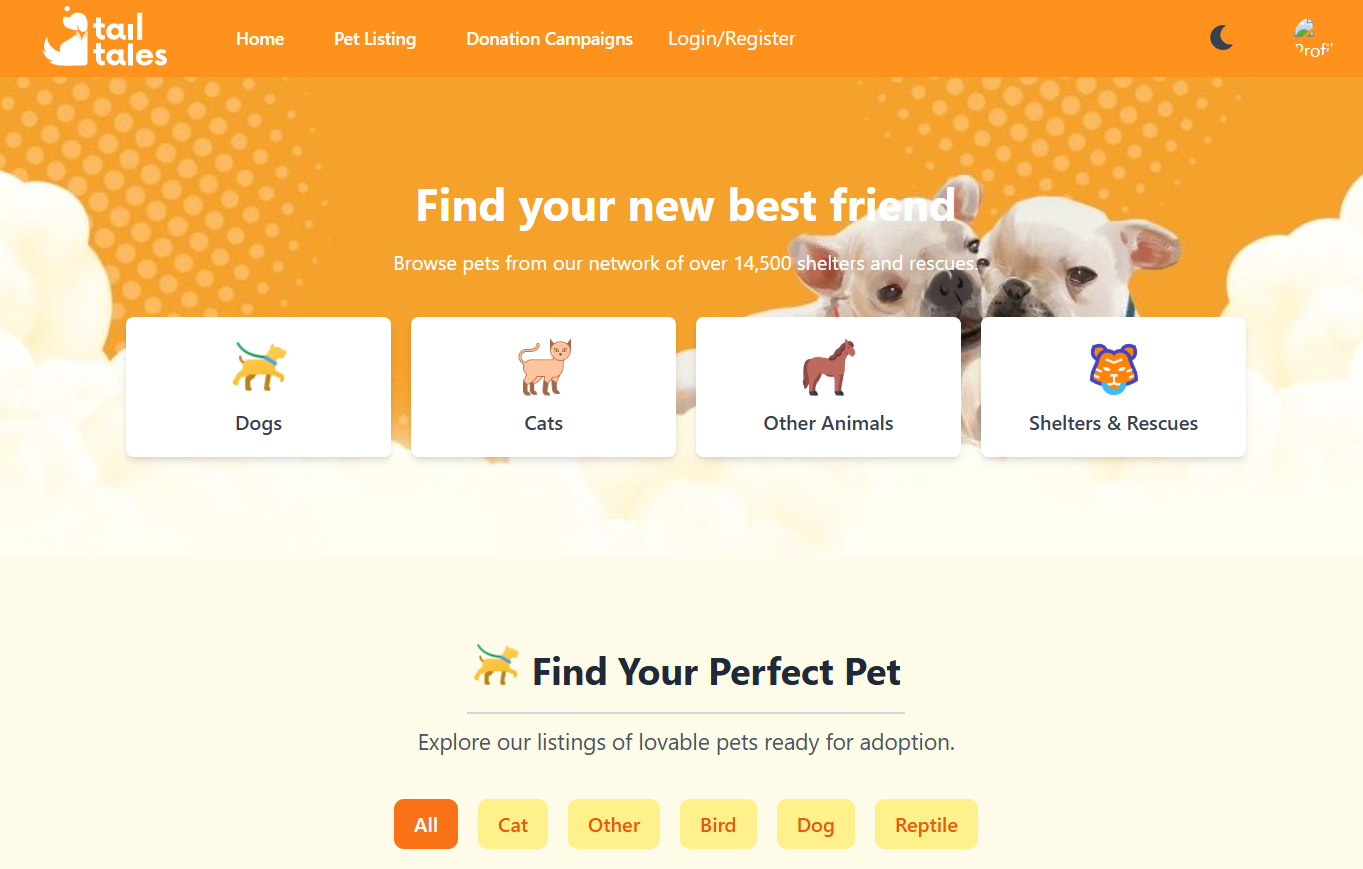 tail
tales
Home
Pet Listing
Donation Campaigns
Login/Register
Profi
Find your new best friend
Browse pets from our network of over 14,500 shelters and rescues.
Dogs
Cats
Other Animals
Shelters & Rescues
Find Your Perfect Pet
Explore our listings of lovable pets ready for adoption.
All
Cat
Other
Bird
Dog
Reptile